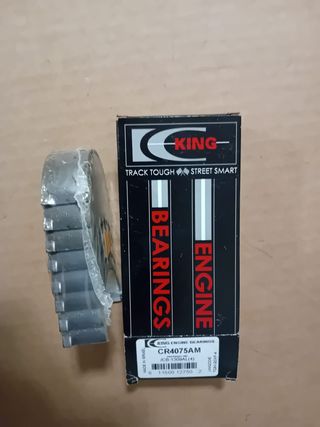 KING
TRACK TOUGH STREET SMART
ENGINE
BEARINGS
KING ENGINE BEARINGS
CR4075AM